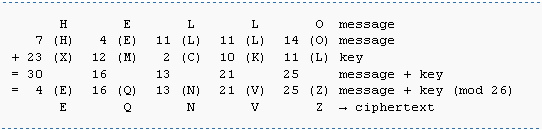 H E L L O message
7 (H) 4 (E) 11 (L) 11 (L) 14 (O) message
+ 23 (X) 12 (M) 2 (C) 10 (K) 11 (L) key
= 30 16 13 21 25 message + key
= 4 (E) 16 (Q) 13 (N) 21 (V) 25 (Z) message + key (mod 26)
E Q N V Z → ciphertext